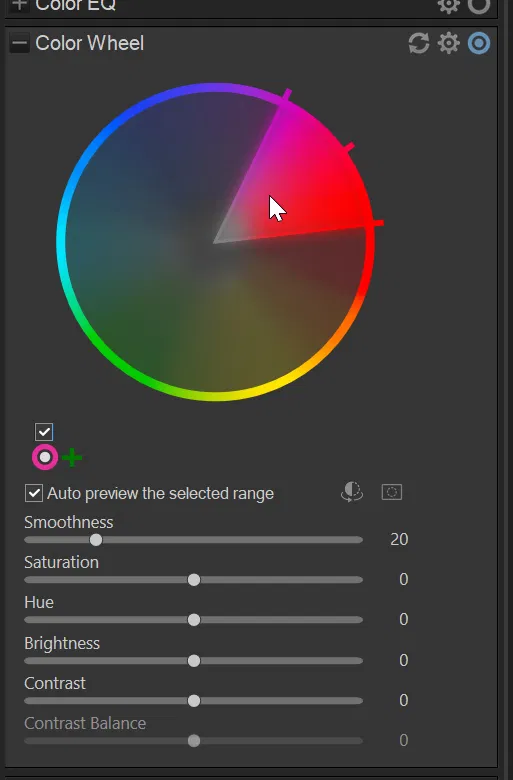 Color EQ
Color Wheel
Auto preview the selected range
Smoothness
20
Saturation
0
Hue
0
Brightness
0
Contrast
0
Contrast Balance
0